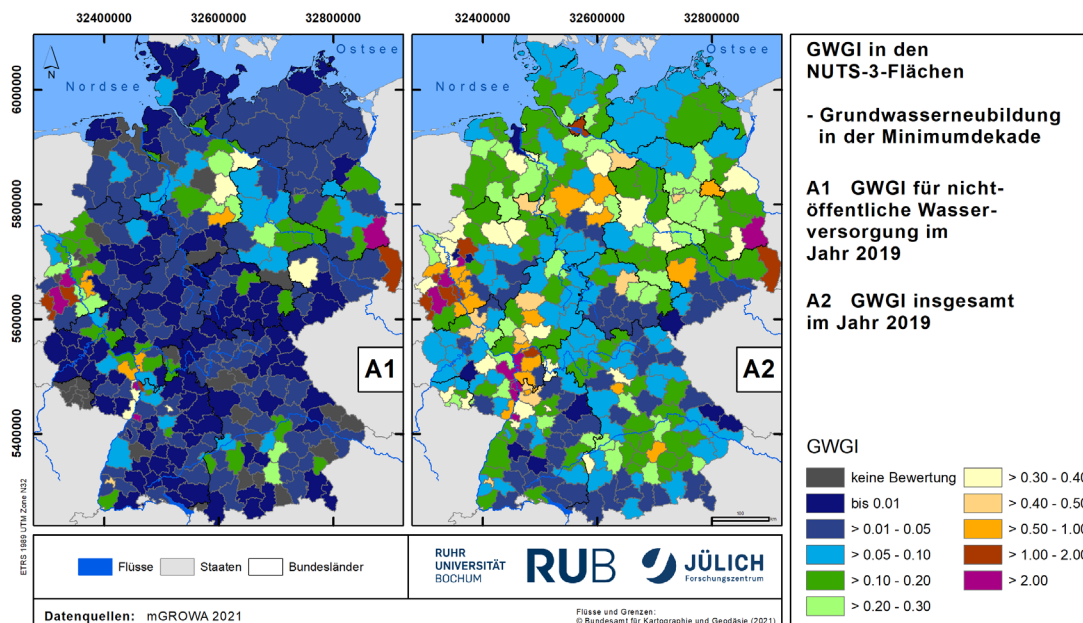 32400000 32600000 32800000
32400000 32600000 32800000
6000000
5800000
5600000
5400000
ETRS 1989 UTM Zone N32
N
Nordsee
Ostsee
A1
Nordsee
Ostsee
A2
100
km
GWGI in den
NUTS-3-Flächen
- Grundwasserneubildung
in der Minimumdekade
A1 GWGI für nicht-
öffentliche Wasser-
versorgung im
Jahr 2019
A2 GWGI insgesamt
im Jahr 2019
GWGI
keine Bewertung
bis 0.01
> 0.01 - 0.05
> 0.05 - 0.10
> 0.10 - 0.20
> 0.20 - 0.30
> 0.30 - 0.40
> 0.40 - 0.50
> 0.50 - 1.00
> 1.00 - 2.00
> 2.00
Flüsse Staaten Bundesländer
RUHR
UNIVERSITÄT
BOCHUM
RUB
JÜLICH
Forschungszentrum
Datenquellen: mGROWA 2021
Flüsse und Grenzen:
© Bundesamt für Kartographie und Geodäsie (2021)